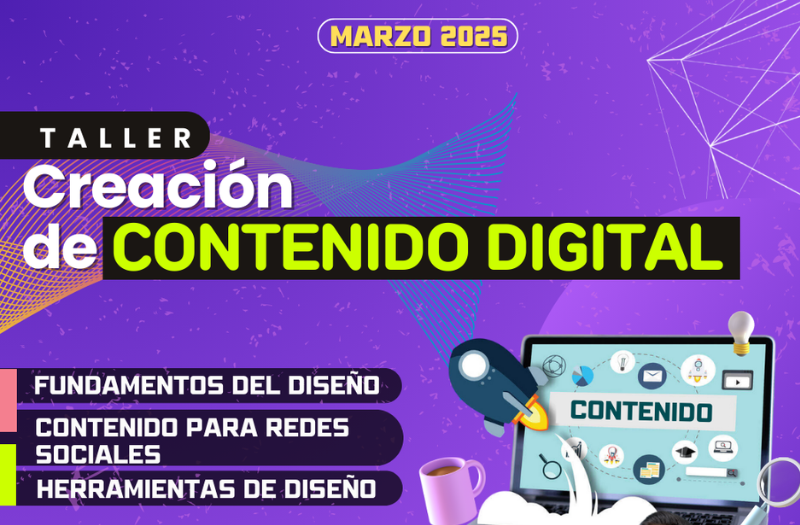 MARZO 2025
TALLER
Creación
de CONTENIDO DIGITAL
FUNDAMENTOS DEL DISEÑO
CONTENIDO PARA REDES
SOCIALES
HERRAMIENTAS DE DISEÑO
CONTENIDO